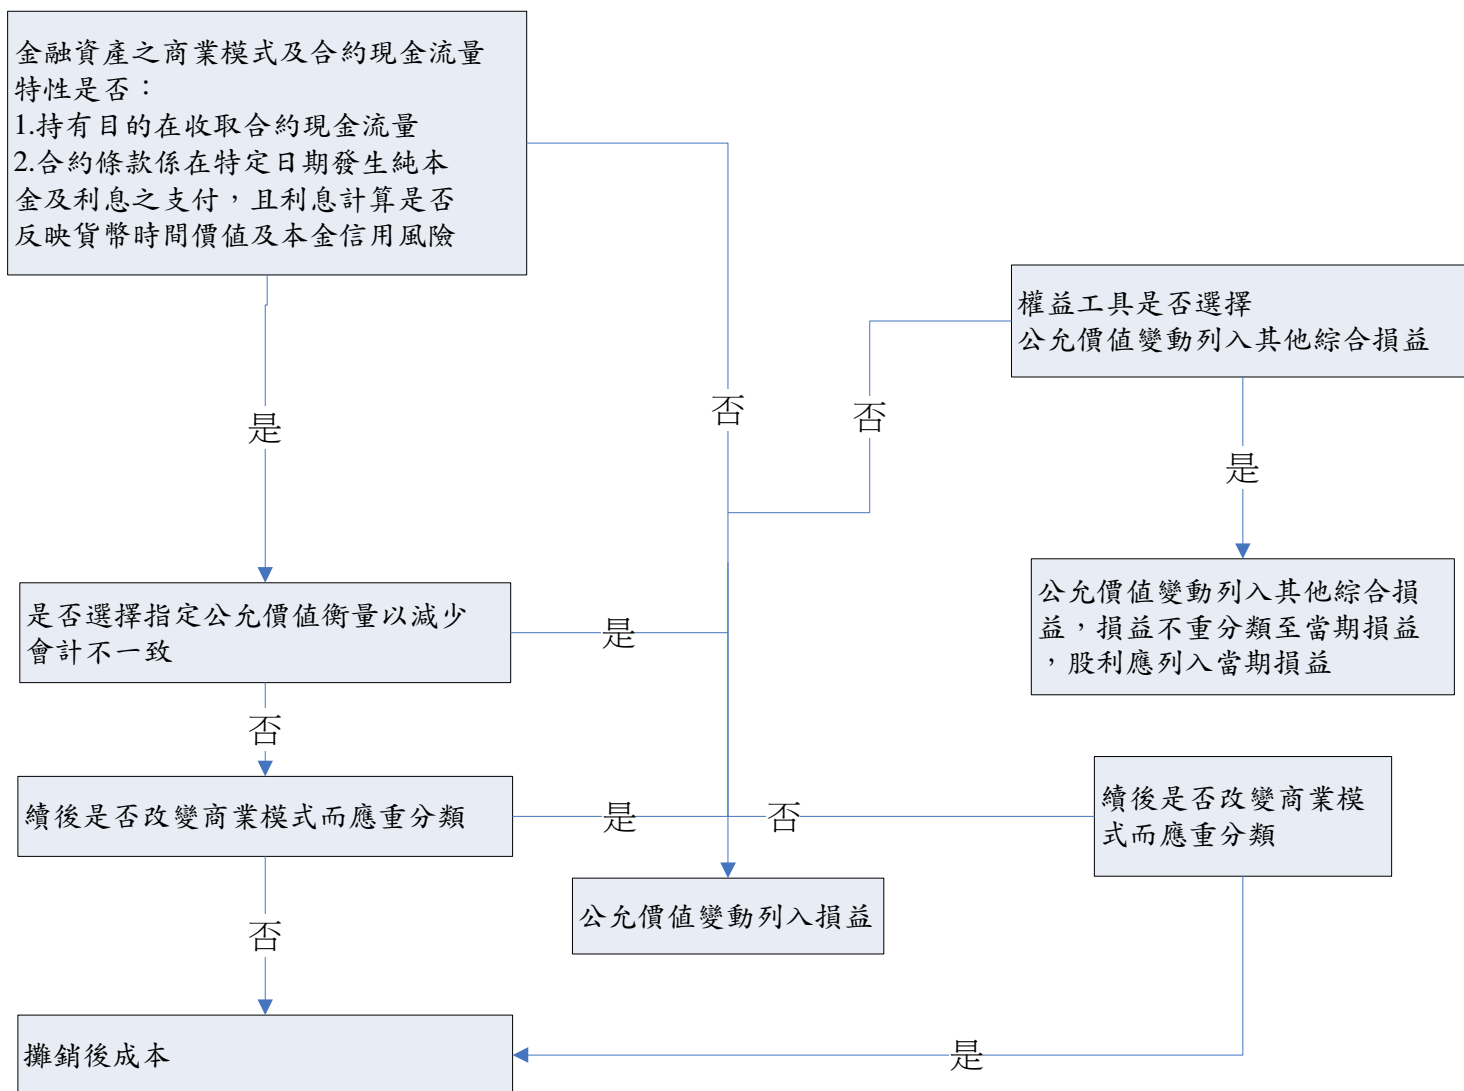 金融資產之商業模式及合約現金流量
特性是否：
1.持有目的在收取合約現金流量
2.合約條款係在特定日期發生純本
金及利息之支付，且利息計算是否
反映貨幣時間價值及本金信用風險
權益工具是否選擇
公允價值變動列入其他綜合損益
否
否
是
是
公允價值變動列入其他綜合損
益，損益不重分類至當期損益
，股利應列入當期損益
是否選擇指定公允價值衡量以減少
會計不一致
是
否
續後是否改變商業模式而應重分類
是
否
續後是否改變商業模
式而應重分類
公允價值變動列入損益
否
攤銷後成本
是